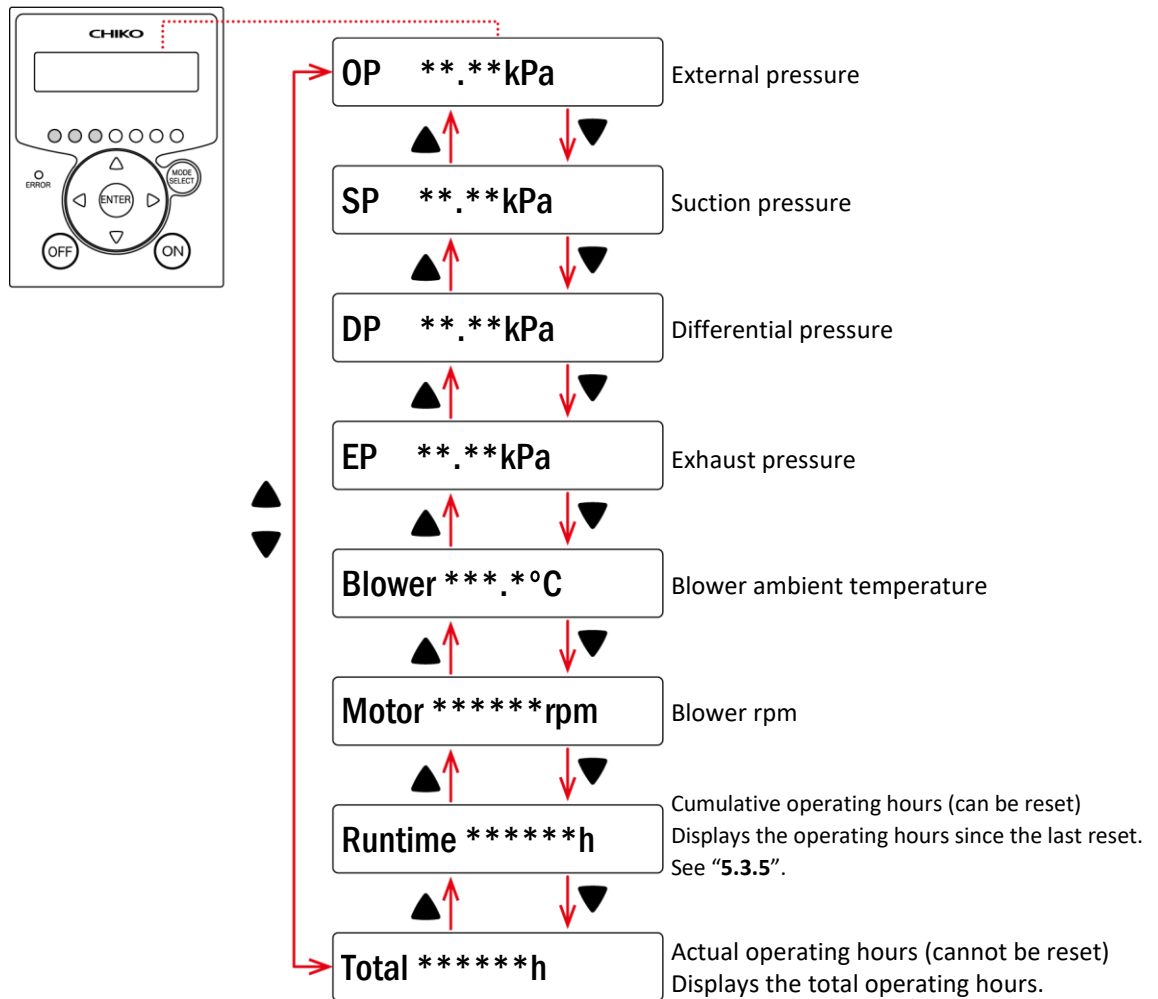 CHIKO
ERROR
MODE
SELECT
ENTER
OFF
ON
OP **.**kPa
External pressure
SP **.**kPa
Suction pressure
DP **.**kPa
Differential pressure
EP **.**kPa
Exhaust pressure
Blower ***.*°C
Blower ambient temperature
Motor ******rpm
Blower rpm
Runtime ******h
Cumulative operating hours (can be reset)
Displays the operating hours since the last reset.
See “5.3.5”.
Total ******h
Actual operating hours (cannot be reset)
Displays the total operating hours.